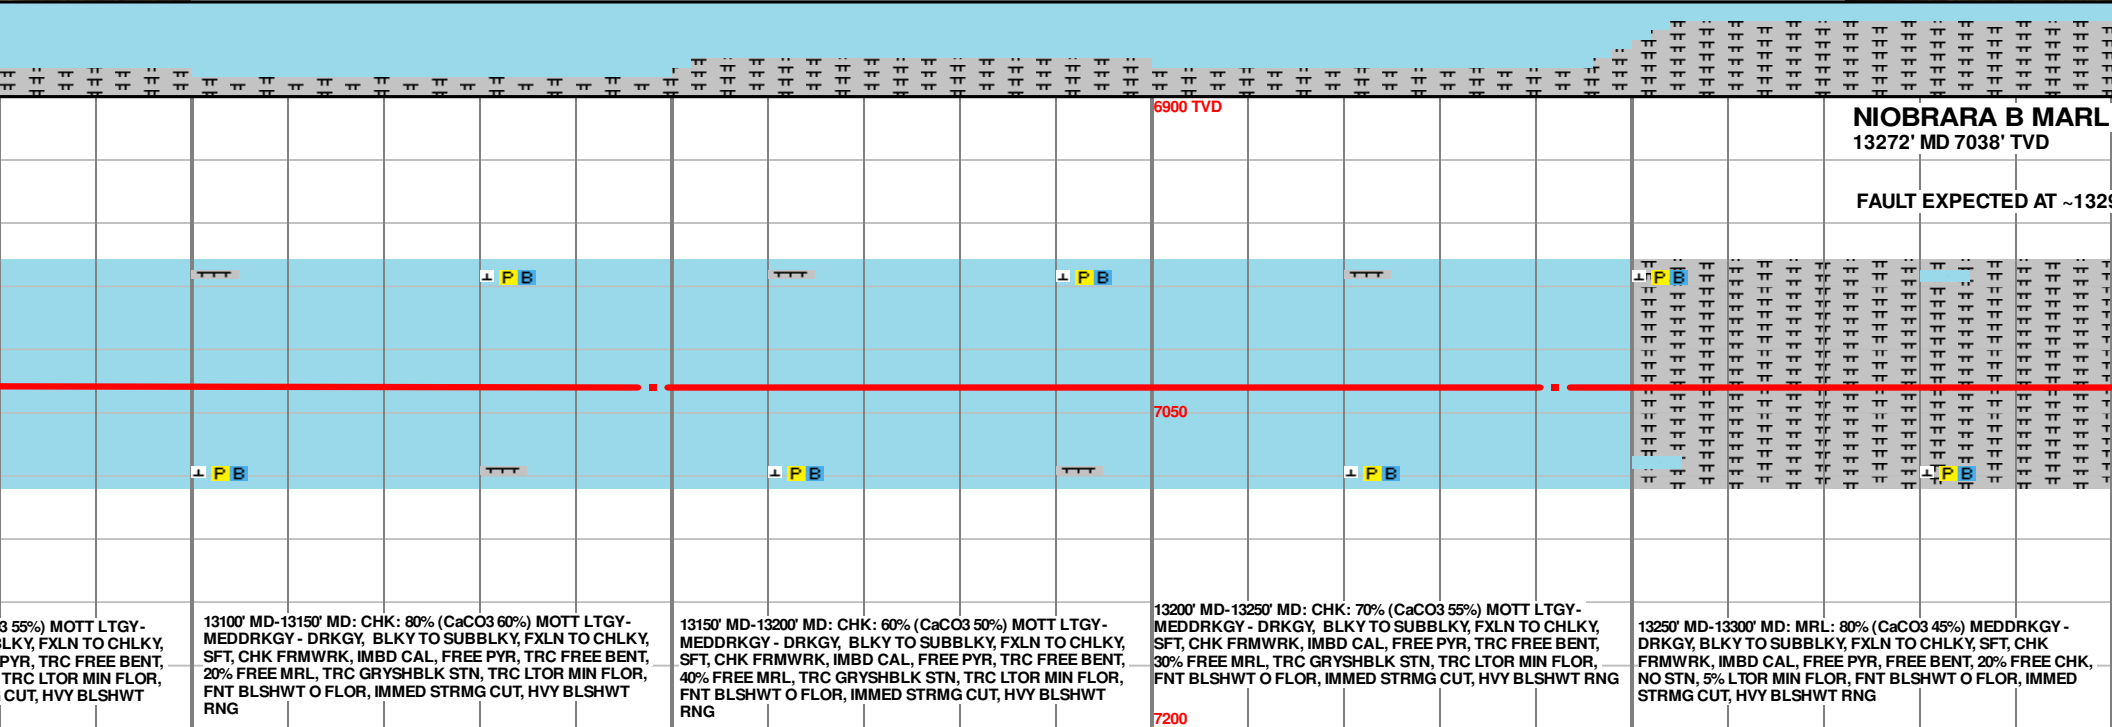 6900 TVD
NIOBRARA B MARL
13272' MD 7038' TVD
FAULT EXPECTED AT ~1329
P B
P B
P B
P B
7050
P B
P B
P B
P B
3 55%) MOTT LTGY-
LKY, FXLN TO CHLKY,
PYR, TRC FREE BENT,
TRC LTOR MIN FLOR,
CUT, HVY BLSHWT
13100' MD-13150' MD: CHK: 80% (CaCO3 60%) MOTT LTGY-
MEDDRKGY - DRKGY, BLKY TO SUBBLKY, FXLN TO CHLKY,
SFT, CHK FRMWRK, IMBD CAL, FREE PYR, TRC FREE BENT,
20% FREE MRL, TRC GRYSHBLK STN, TRC LTOR MIN FLOR,
FNT BLSHWT O FLOR, IMMED STRMG CUT, HVY BLSHWT
RNG
13150' MD-13200' MD: CHK: 60% (CaCO3 50%) MOTT LTGY-
MEDDRKGY - DRKGY, BLKY TO SUBBLKY, FXLN TO CHLKY,
SFT, CHK FRMWRK, IMBD CAL, FREE PYR, TRC FREE BENT,
40% FREE MRL, TRC GRYSHBLK STN, TRC LTOR MIN FLOR,
FNT BLSHWT O FLOR, IMMED STRMG CUT, HVY BLSHWT
RNG
13200' MD-13250' MD: CHK: 70% (CaCO3 55%) MOTT LTGY-
MEDDRKGY - DRKGY, BLKY TO SUBBLKY, FXLN TO CHLKY,
SFT, CHK FRMWRK, IMBD CAL, FREE PYR, TRC FREE BENT,
30% FREE MRL, TRC GRYSHBLK STN, TRC LTOR MIN FLOR,
FNT BLSHWT O FLOR, IMMED STRMG CUT, HVY BLSHWT RNG
7200
13250' MD-13300' MD: MRL: 80% (CaCO3 45%) MEDDRKGY -
DRKGY, BLKY TO SUBBLKY, FXLN TO CHLKY, SFT, CHK
FRMWRK, IMBD CAL, FREE PYR, FREE BENT, 20% FREE CHK,
NO STN, 5% LTOR MIN FLOR, FNT BLSHWT O FLOR, IMMED
STRMG CUT, HVY BLSHWT RNG